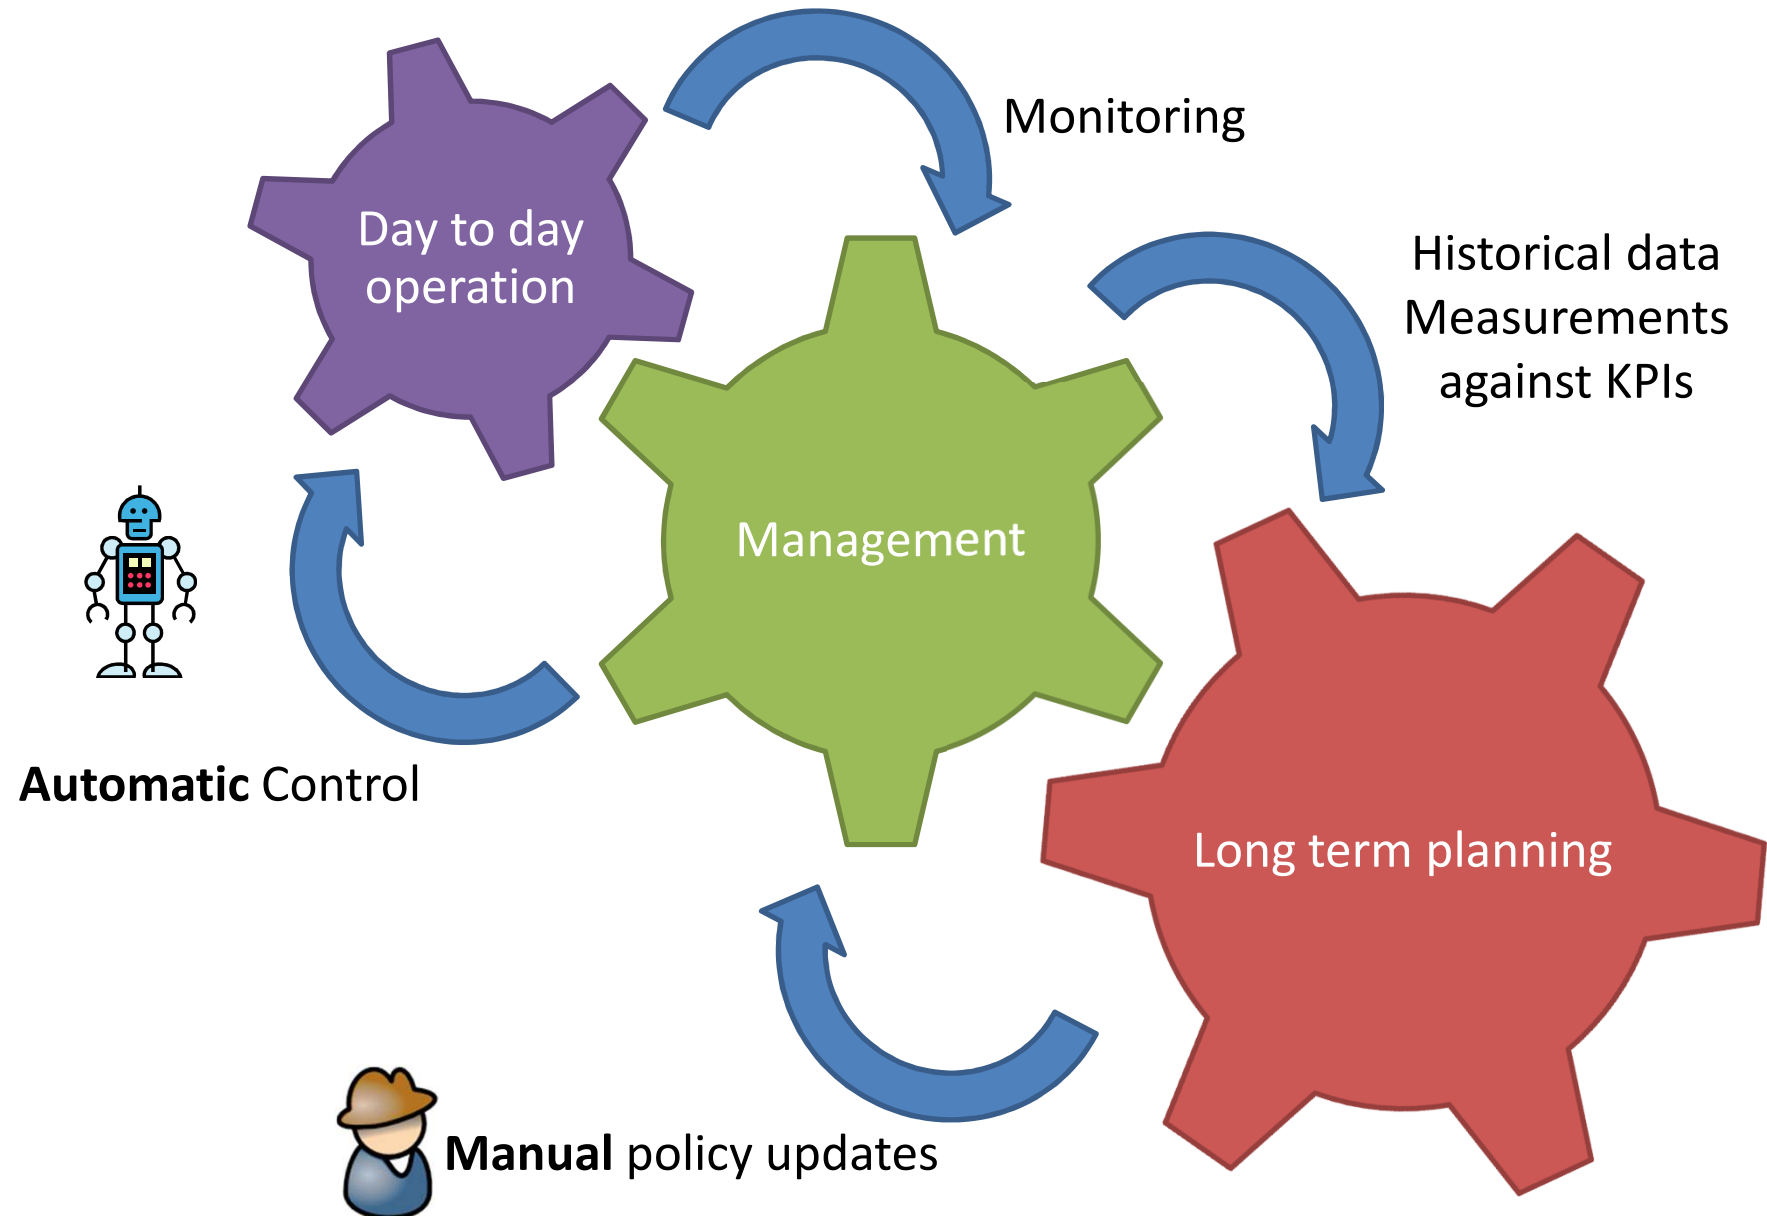 Monitoring
Day to day
operation
Historical data
Measurements
against KPIs
Management
Automatic Control
Long term planning
Manual policy updates